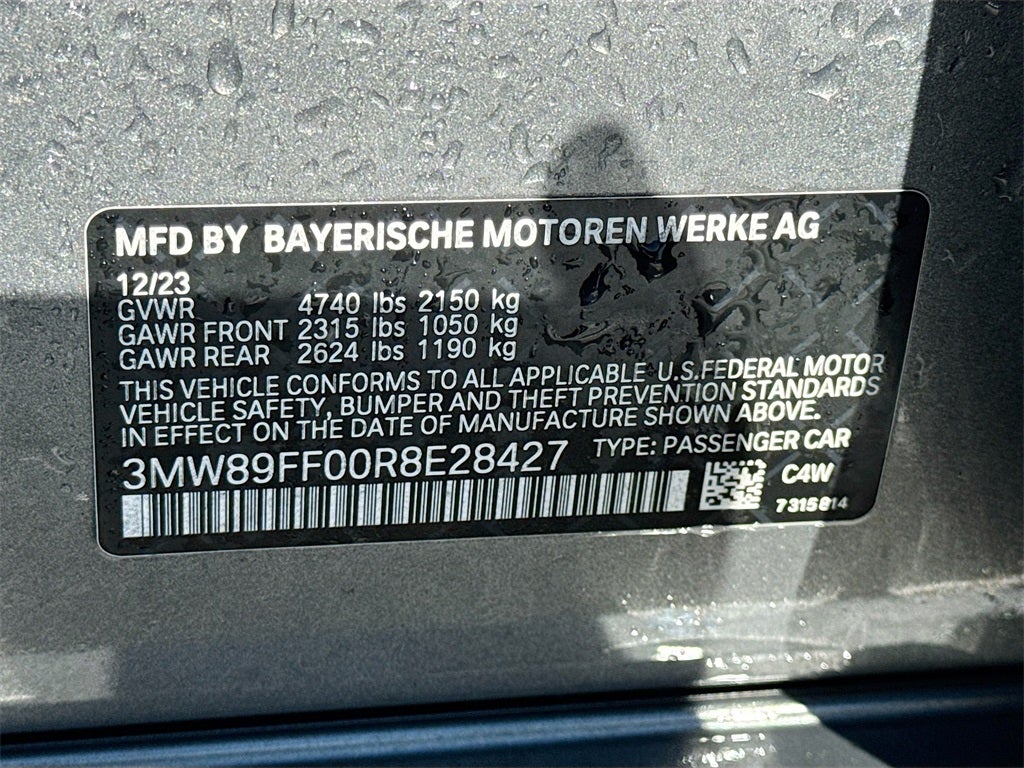 MFD BY BAYERISCHE MOTOREN WERKE AG
12/23
GVWR 4740 lbs 2150 kg
GAWR FRONT 2315 lbs 1050 kg
GAWR REAR 2624 lbs 1190 kg
THIS VEHICLE CONFORMS TO ALL APPLICABLE U.S.FEDERAL MOTOR
VEHICLE SAFETY, BUMPER AND THEFT PREVENTION STANDARDS
IN EFFECT ON THE DATE OF MANUFACTURE SHOWN ABOVE.
3MW89FF00R8E28427 TYPE: PASSENGER CAR
C4W
7315814